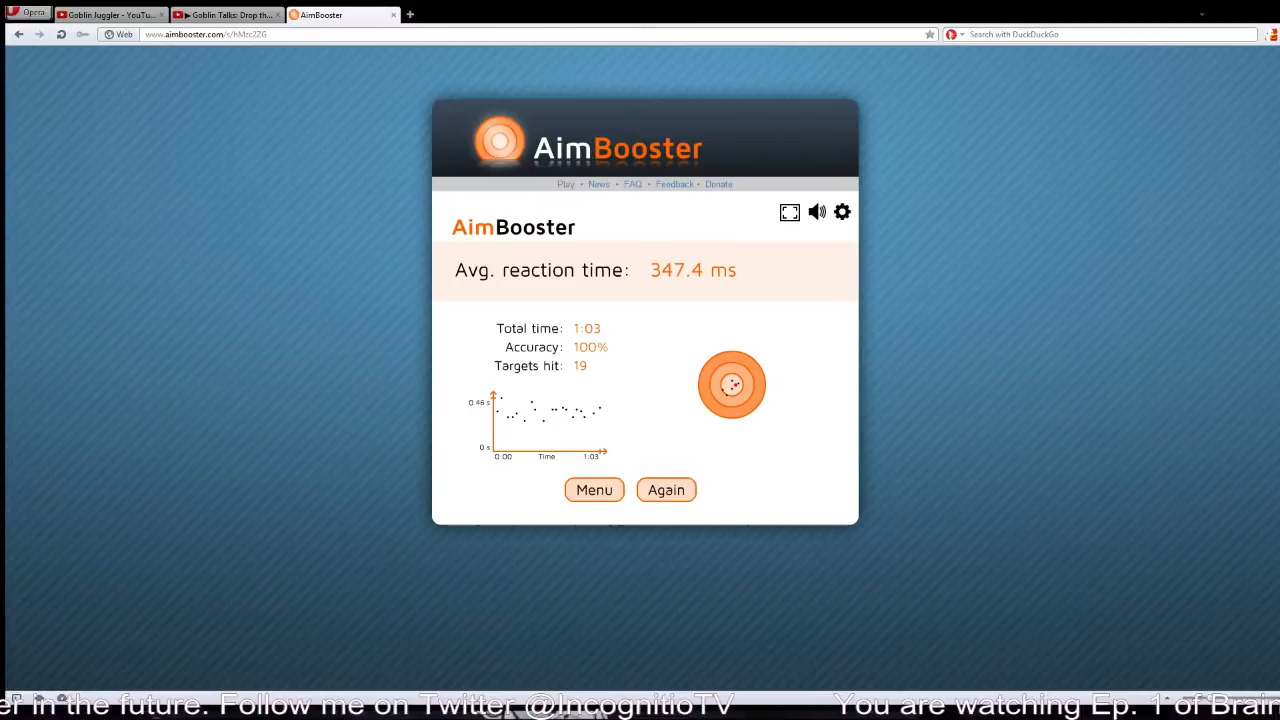 Opera
Goblin Juggler - YouTu...
▶ Goblin Talks: Drop th...
AimBooster
Web
www.aimbooster.com/s/hMzc2ZG
Search with DuckDuckGo
AimBooster
Play • News • FAQ • Feedback • Donate
AimBooster
Avg. reaction time: 347.4 ms
Total time: 1:03
Accuracy: 100%
Targets hit: 19
0.46 s
0 s
0:00 Time 1:03
Menu Again
er in the future. Follow me on Twitter @IncognitioTV You are watching Ep. 1 of Brain